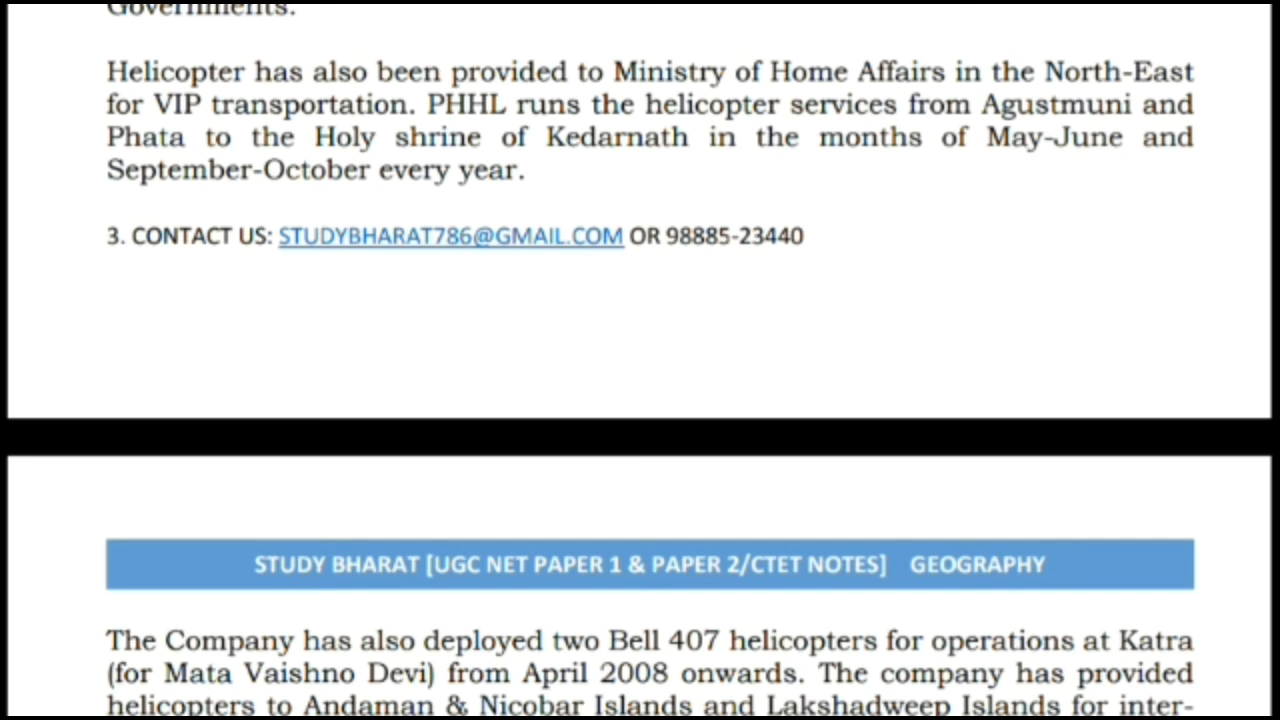 Governments.
Helicopter has also been provided to Ministry of Home Affairs in the North-East
for VIP transportation. PHHL runs the helicopter services from Agustmuni and
Phata to the Holy shrine of Kedarnath in the months of May-June and
September-October every year.
3. CONTACT US: STUDYBHARAT786@GMAIL.COM OR 98885-23440
STUDY BHARAT [UGC NET PAPER 1 & PAPER 2/CTET NOTES] GEOGRAPHY
The Company has also deployed two Bell 407 helicopters for operations at Katra
(for Mata Vaishno Devi) from April 2008 onwards. The company has provided
helicopters to Andaman & Nicobar Islands and Lakshadweep Islands for inter-